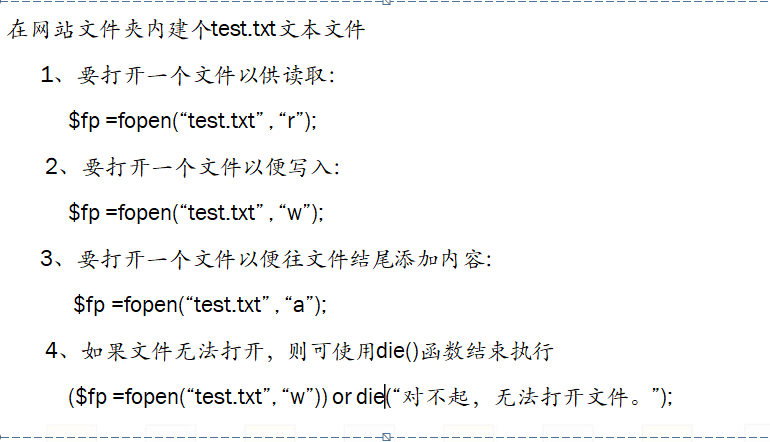 在网站文件夹内建个test.txt文本文件
1、要打开一个文件以供读取:
$fp =fopen(“test.txt” , “r”);
2、要打开一个文件以便写入:
$fp =fopen(“test.txt” , “w”);
3、要打开一个文件以便往文件结尾添加内容:
$fp =fopen(“test.txt” , “a”);
4、如果文件无法打开，则可使用die()函数结束执行
($fp =fopen(“test.txt”, “w”)) or die(“对不起，无法打开文件。”);